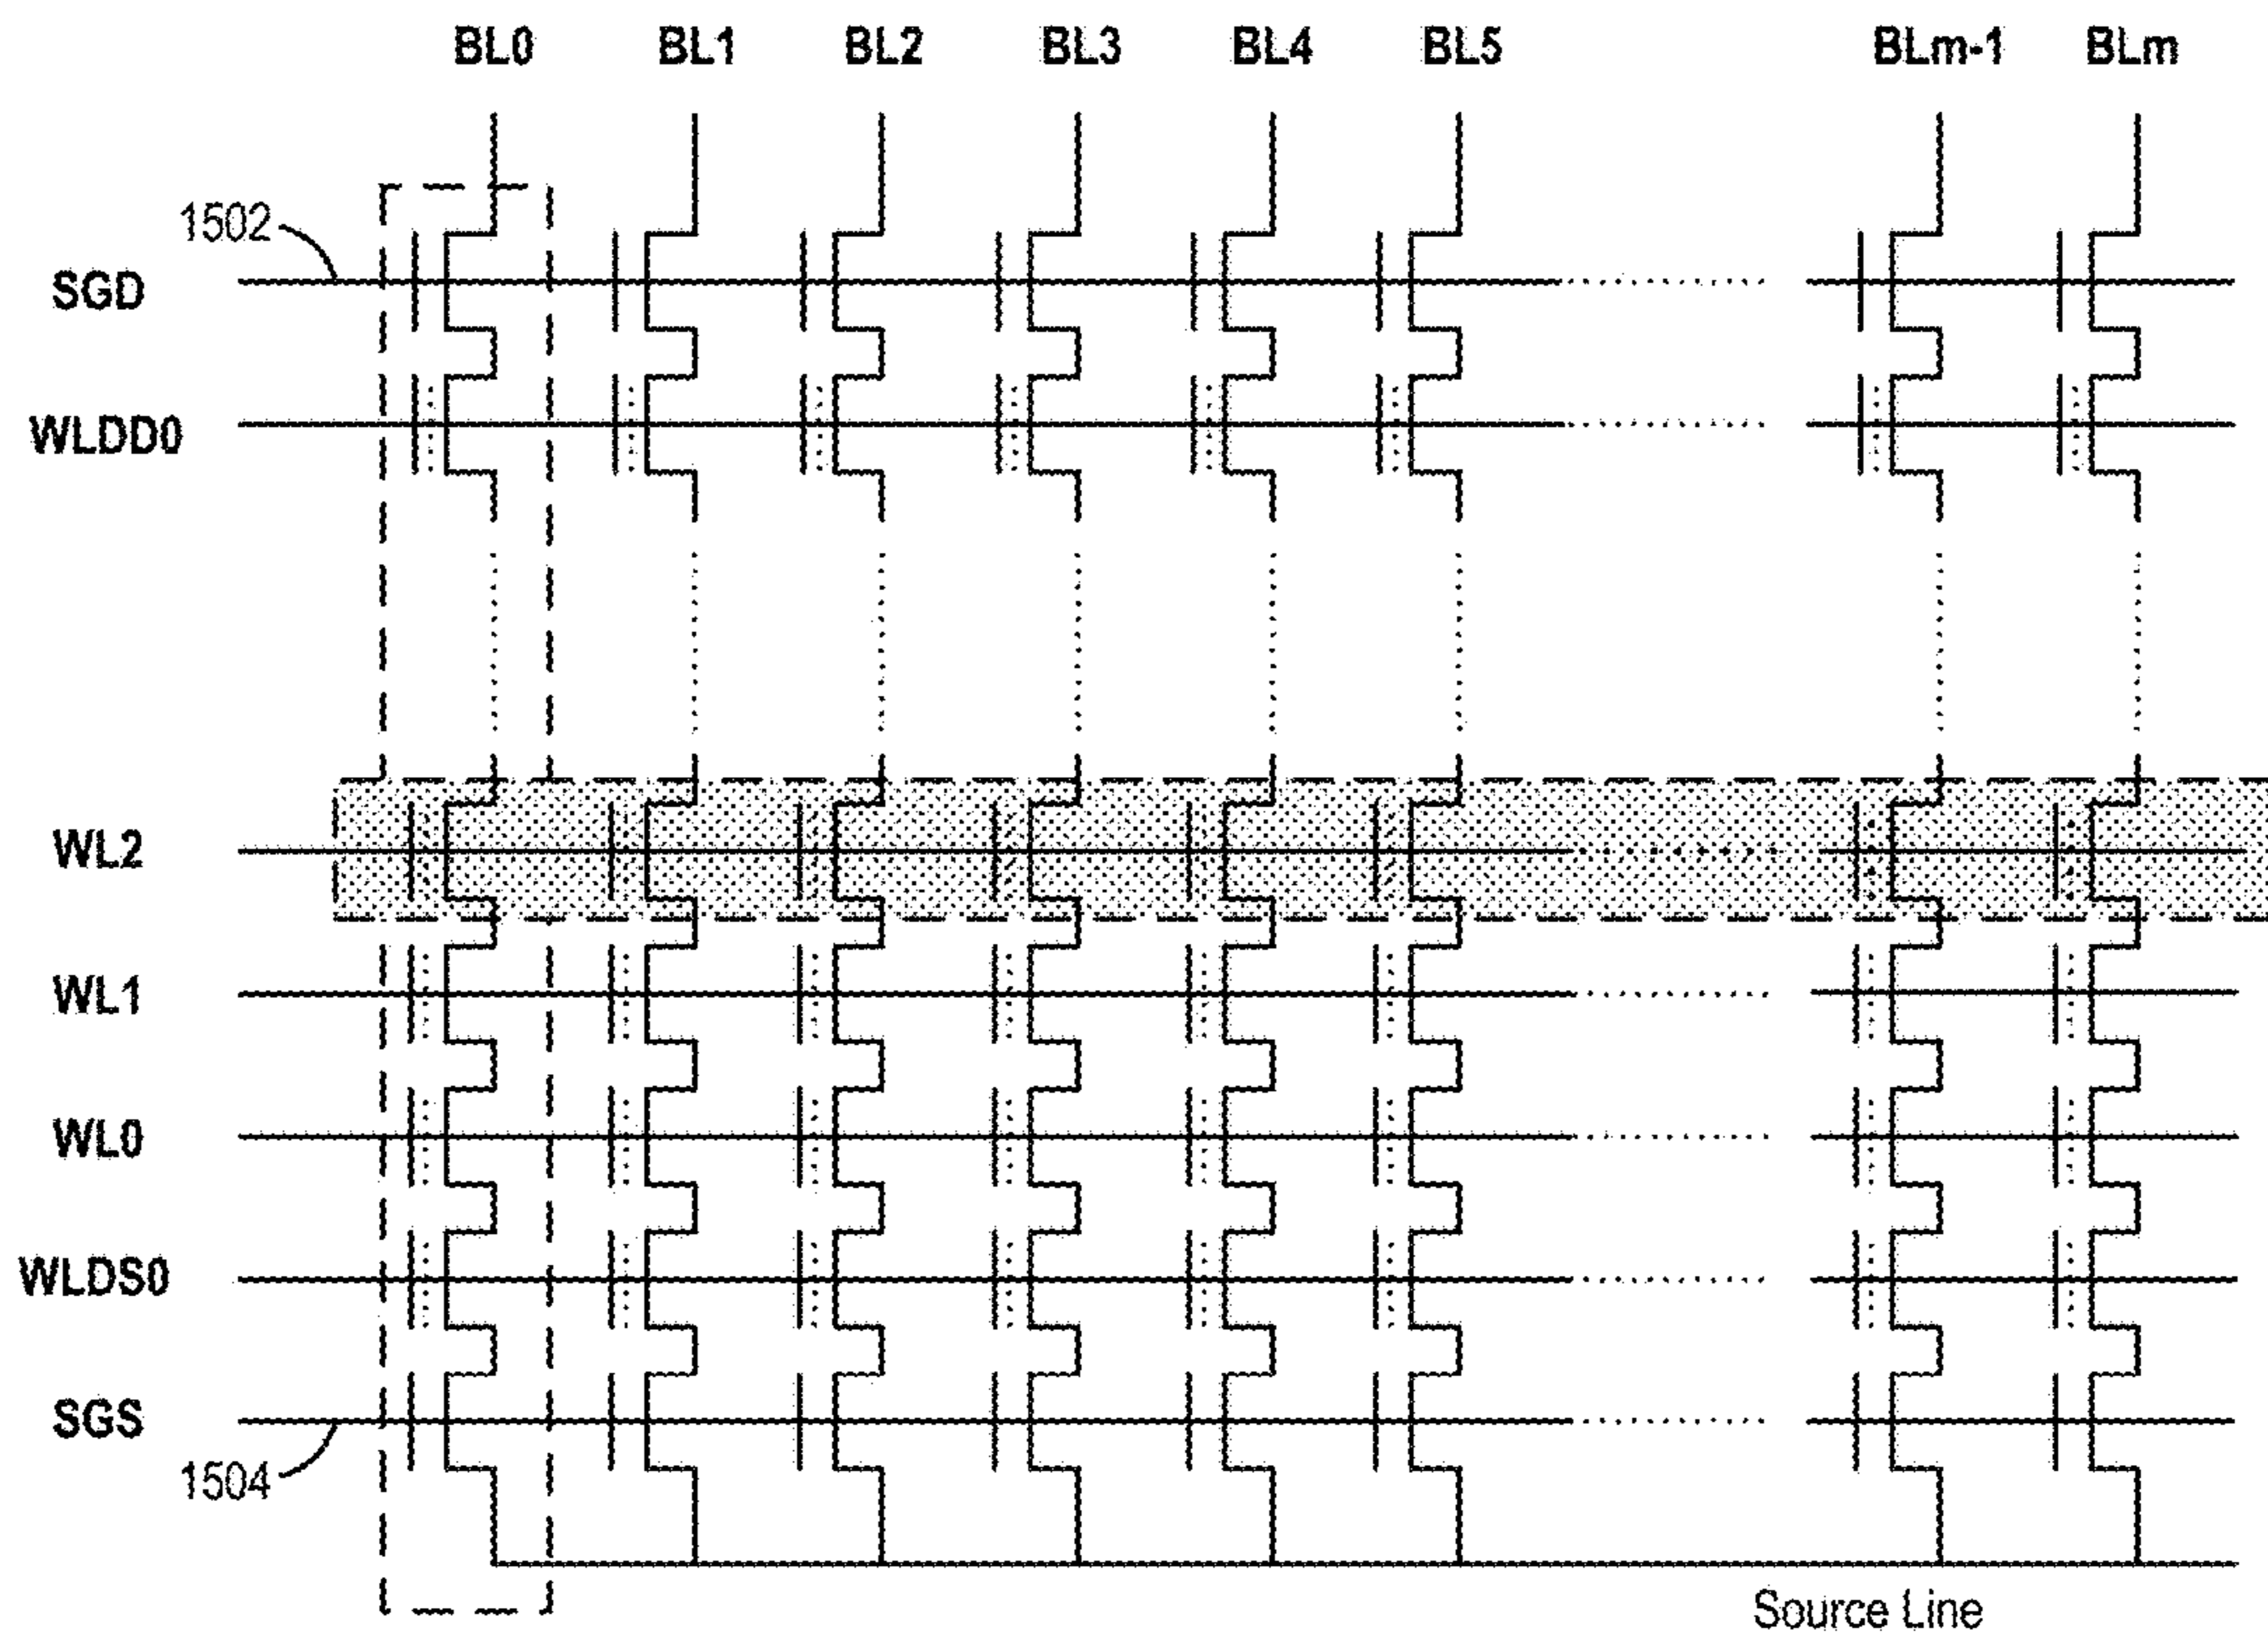 BL0 BL1 BL2 BL3 BL4 BL5 BLm-1 BLm
1502
SGD
WLDD0
WL2
WL1
WL0
WLDS0
SGS
1504
Source Line